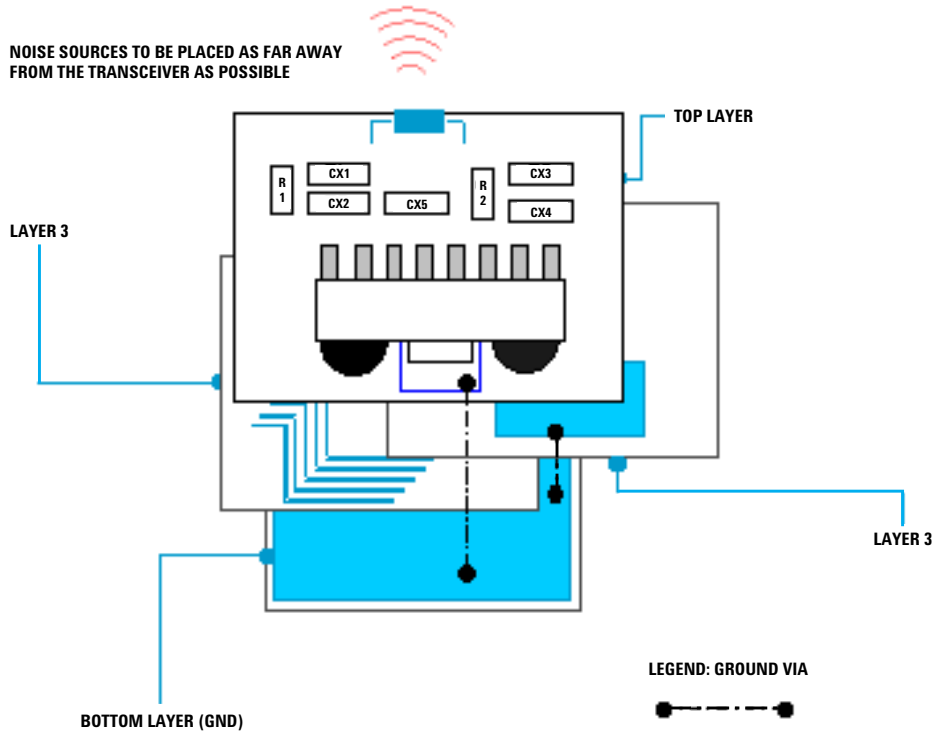 NOISE SOURCES TO BE PLACED AS FAR AWAY
FROM THE TRANSCEIVER AS POSSIBLE
TOP LAYER
R
1
CX1
CX2
CX5
R
2
CX3
CX4
LAYER 3
LAYER 3
LEGEND: GROUND VIA
BOTTOM LAYER (GND)